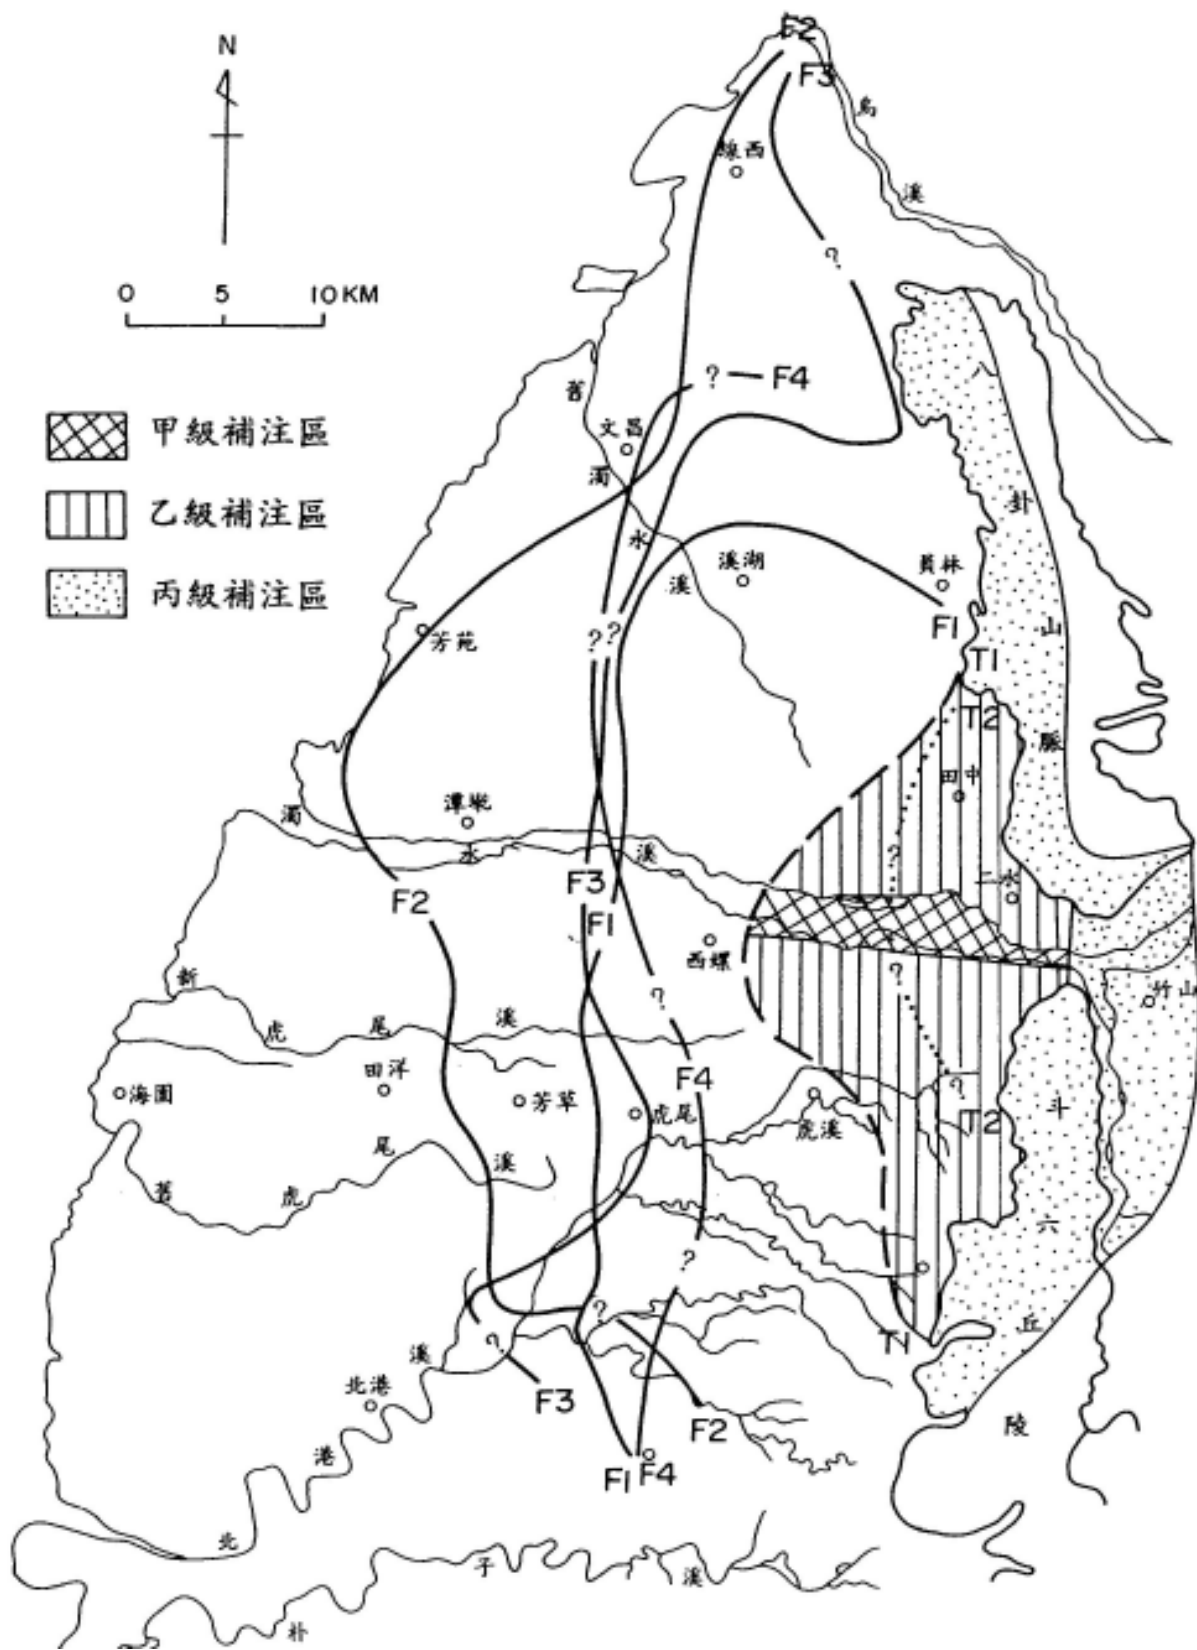 F2
N
F3
烏
線西
溪
?
0 5 10 KM
? F4
舊
甲級補注區
文昌
濁
卦
乙級補注區
水
溪湖
員林
溪
丙級補注區
F1
山
? ?
芳苑
T1
T2
脈
田中
濁
水
溪
?
F3
二水
F2
F1
西螺
?
竹山
新
?
虎
尾
溪
田洋
F4
?
海園
芳草
虎尾
虎溪
T2
斗
尾
溪
舊
虎
六
?
?
T1
丘
溪
?
北港
F3
F2
陵
港
F1
F4
北
子
溪
朴